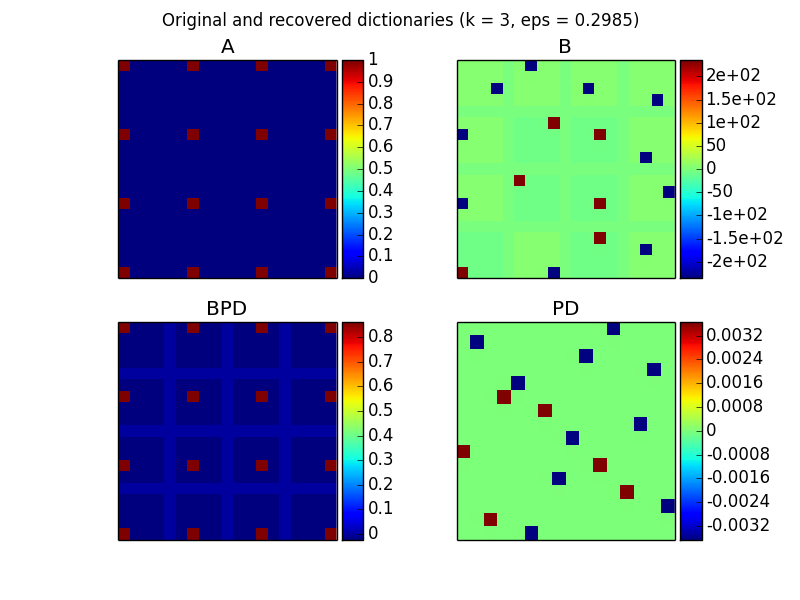 Original and recovered dictionaries (k = 3, eps = 0.2985)
A
1
0.9
0.8
0.7
0.6
0.5
0.4
0.3
0.2
0.1
0
B
2e+02
1.5e+02
1e+02
50
0
-50
-1e+02
-1.5e+02
-2e+02
BPD
0.8
0.7
0.6
0.5
0.4
0.3
0.2
0.1
0
PD
0.0032
0.0024
0.0016
0.0008
0
-0.0008
-0.0016
-0.0024
-0.0032